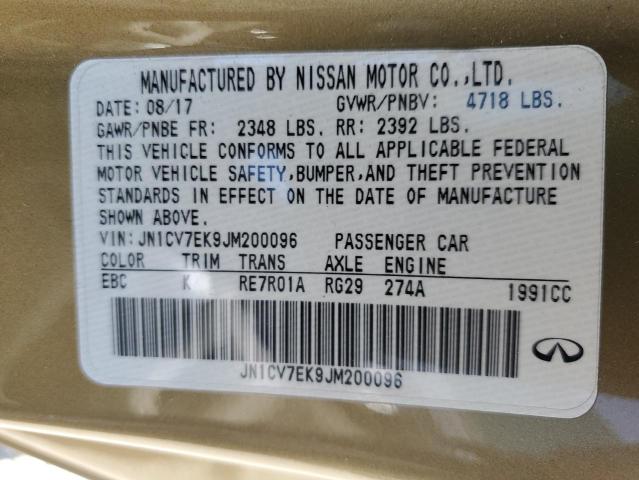 MANUFACTURED BY NISSAN MOTOR CO.,LTD.
DATE: 08/17 GVWR/PNBV: 4718 LBS.
GAWR/PNBE FR: 2348 LBS. RR: 2392 LBS.
THIS VEHICLE CONFORMS TO ALL APPLICABLE FEDERAL
MOTOR VEHICLE SAFETY,BUMPER,AND THEFT PREVENTION
STANDARDS IN EFFECT ON THE DATE OF MANUFACTURE
SHOWN ABOVE.
VIN: JN1CV7EK9JM200096 PASSENGER CAR
COLOR TRIM TRANS AXLE ENGINE
EBC RE7R01A RG29 274A 1991CC
JN1CV7EK9JM200096